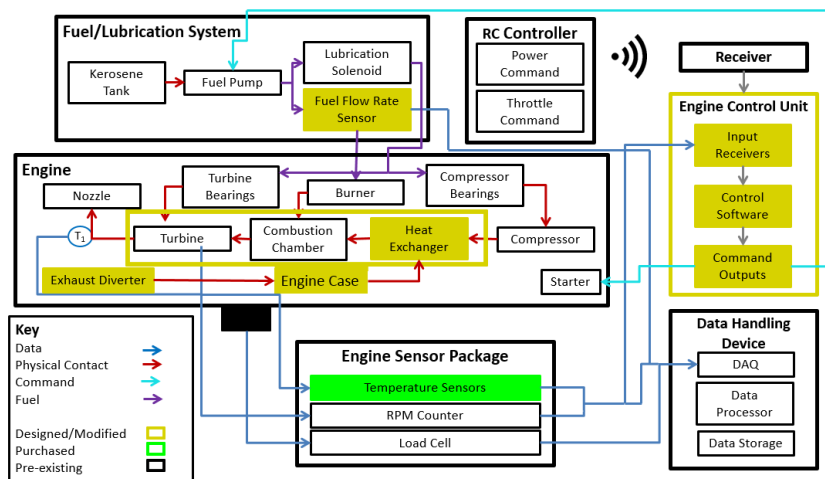 Fuel/Lubrication System
Kerosene
Tank
Fuel Pump
Lubrication
Solenoid
Fuel Flow Rate
Sensor
RC Controller
Power
Command
Throttle
Command
Receiver
Engine Control Unit
Input
Receivers
Control
Software
Command
Outputs
Engine
Nozzle
Turbine
Bearings
Burner
Compressor
Bearings
T1
Turbine
Combustion
Chamber
Heat
Exchanger
Compressor
Exhaust Diverter
Engine Case
Starter
Key
Data
Physical Contact
Command
Fuel
Designed/Modified
Purchased
Pre-existing
Engine Sensor Package
Temperature Sensors
RPM Counter
Load Cell
Data Handling
Device
DAQ
Data
Processor
Data Storage